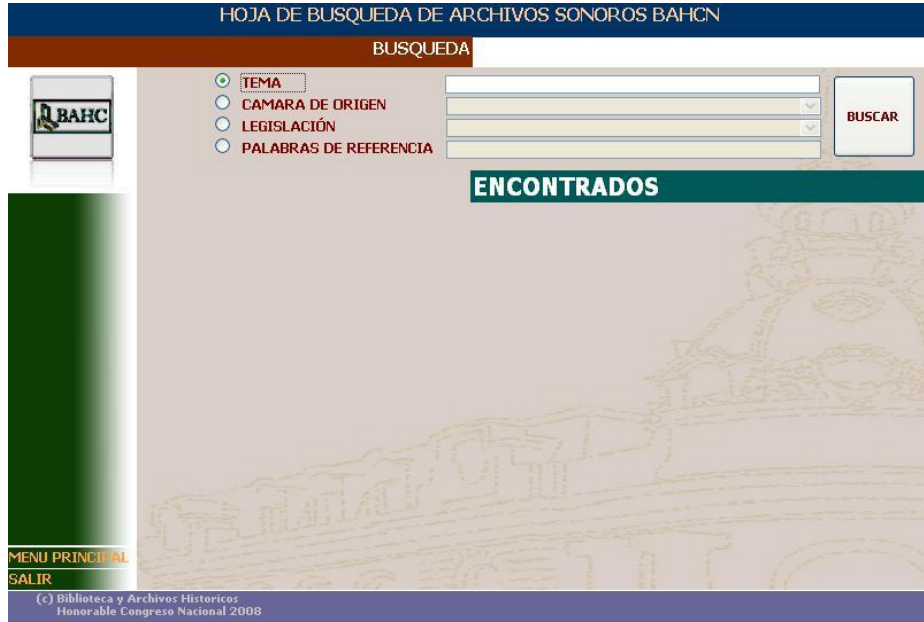 HOJA DE BUSQUEDA DE ARCHIVOS SONOROS BAHCN
BUSQUEDA
BAHC
TEMA
CAMARA DE ORIGEN
LEGISLACIÓN
PALABRAS DE REFERENCIA
BUSCAR
ENCONTRADOS
MENU PRINCIPAL
SALIR
(c) Biblioteca y Archivos Historicos
Honorable Congreso Nacional 2008